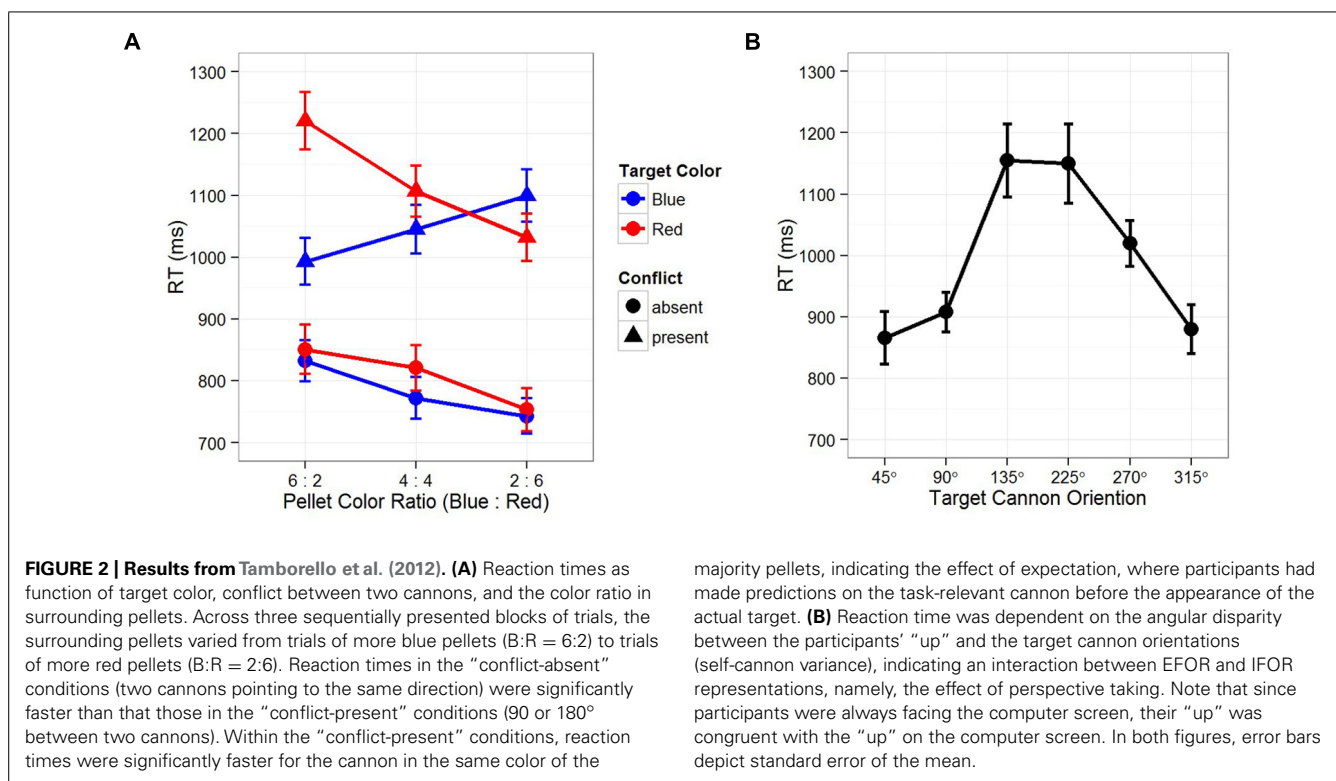 A
B
1300
1200
1100
1000
900
800
700
RT (ms)
6 : 2
4 : 4
2 : 6
Pellet Color Ratio (Blue : Red)
Target Color
Blue
Red
Conflict
absent
present
1300
1200
1100
1000
900
800
700
RT (ms)
45°
90°
135°
225°
270°
315°
Target Cannon Oriention
FIGURE 2 | Results from Tamborello et al. (2012). (A) Reaction times as
function of target color, conflict between two cannons, and the color ratio in
surrounding pellets. Across three sequentially presented blocks of trials, the
surrounding pellets varied from trials of more blue pellets (B:R = 6:2) to trials
of more red pellets (B:R = 2:6). Reaction times in the “conflict-absent”
conditions (two cannons pointing to the same direction) were significantly
faster than that those in the “conflict-present” conditions (90 or 180°
between two cannons). Within the “conflict-present” conditions, reaction
times were significantly faster for the cannon in the same color of the
majority pellets, indicating the effect of expectation, where participants had
made predictions on the task-relevant cannon before the appearance of the
actual target. (B) Reaction time was dependent on the angular disparity
between the participants’ “up” and the target cannon orientations
(self-cannon variance), indicating an interaction between EFOR and IFOR
representations, namely, the effect of perspective taking. Note that since
participants were always facing the computer screen, their “up” was
congruent with the “up” on the computer screen. In both figures, error bars
depict standard error of the mean.